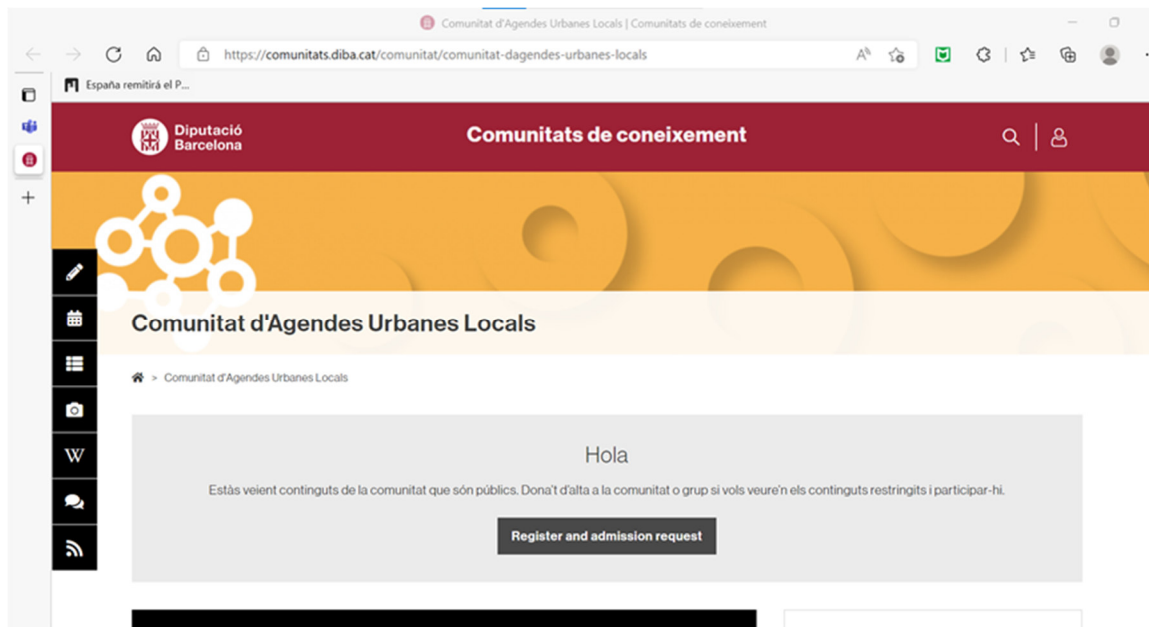 Comunitat d'Agendes Urbanes Locals | Comunitats de coneixement
https://comunitats.diba.cat/comunitat/comunitat-dagendes-urbanes-locals
España remitirá el P...
Diputació
Barcelona
Comunitats de coneixement
Comunitat d'Agendes Urbanes Locals
> Comunitat d'Agendes Urbanes Locals
Hola
Estàs veient continguts de la comunitat que són públics. Dona't d'alta a la comunitat o grup si vols veure'n els continguts restringits i participar-hi.
Register and admission request
W